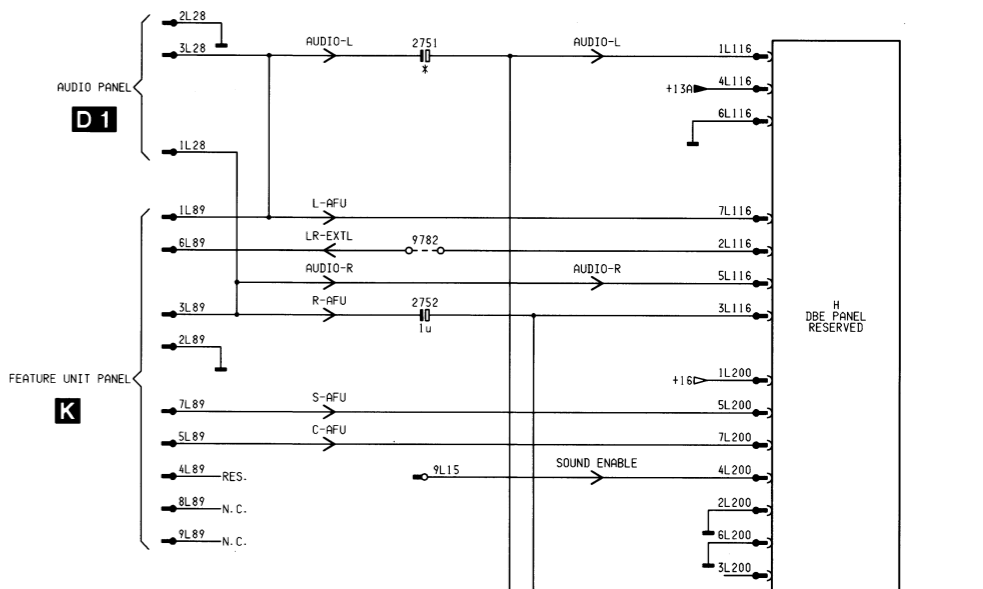 2L28
3L28 AUDIO-L 2751 AUDIO-L 1L116
*
AUDIO PANEL +13A 4L116
D 1 6L116
1L28
1L89 L-AFU 7L116
6L89 LR-EXTL 9782 2L116
AUDIO-R AUDIO-R 5L116
3L89 R-AFU 2752 3L116
1u
H
DBE PANEL
RESERVED
2L89
FEATURE UNIT PANEL +16 1L200
K
7L89 S-AFU 5L200
5L89 C-AFU 7L200
4L89 RES. 9L15 SOUND ENABLE 4L200
8L89 N.C. 2L200
9L89 N.C. 6L200
3L200